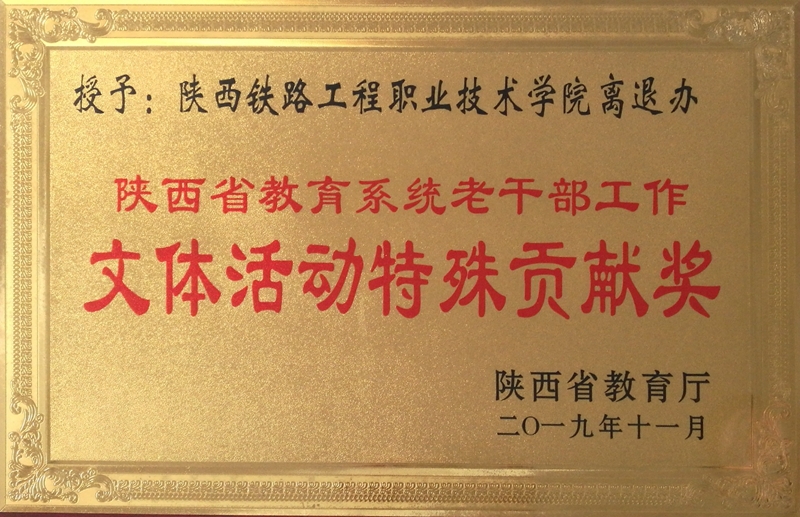 授予：陕西铁路工程职业技术学院离退办
陕西省教育系统老干部工作
文体活动特殊贡献奖
陕西省教育厅
二〇一九年十一月